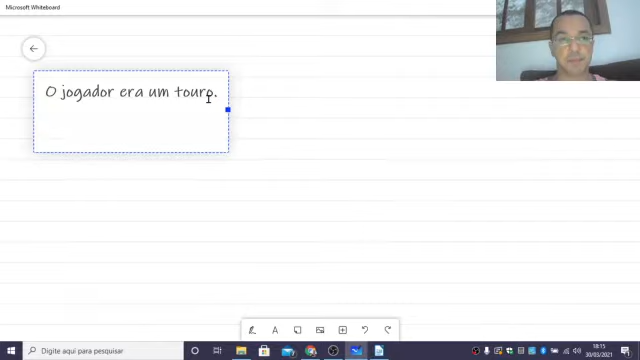 Microsoft Whiteboard
O jogador era um touro.
Digite aqui para pesquisar
18:15
30/03/2021